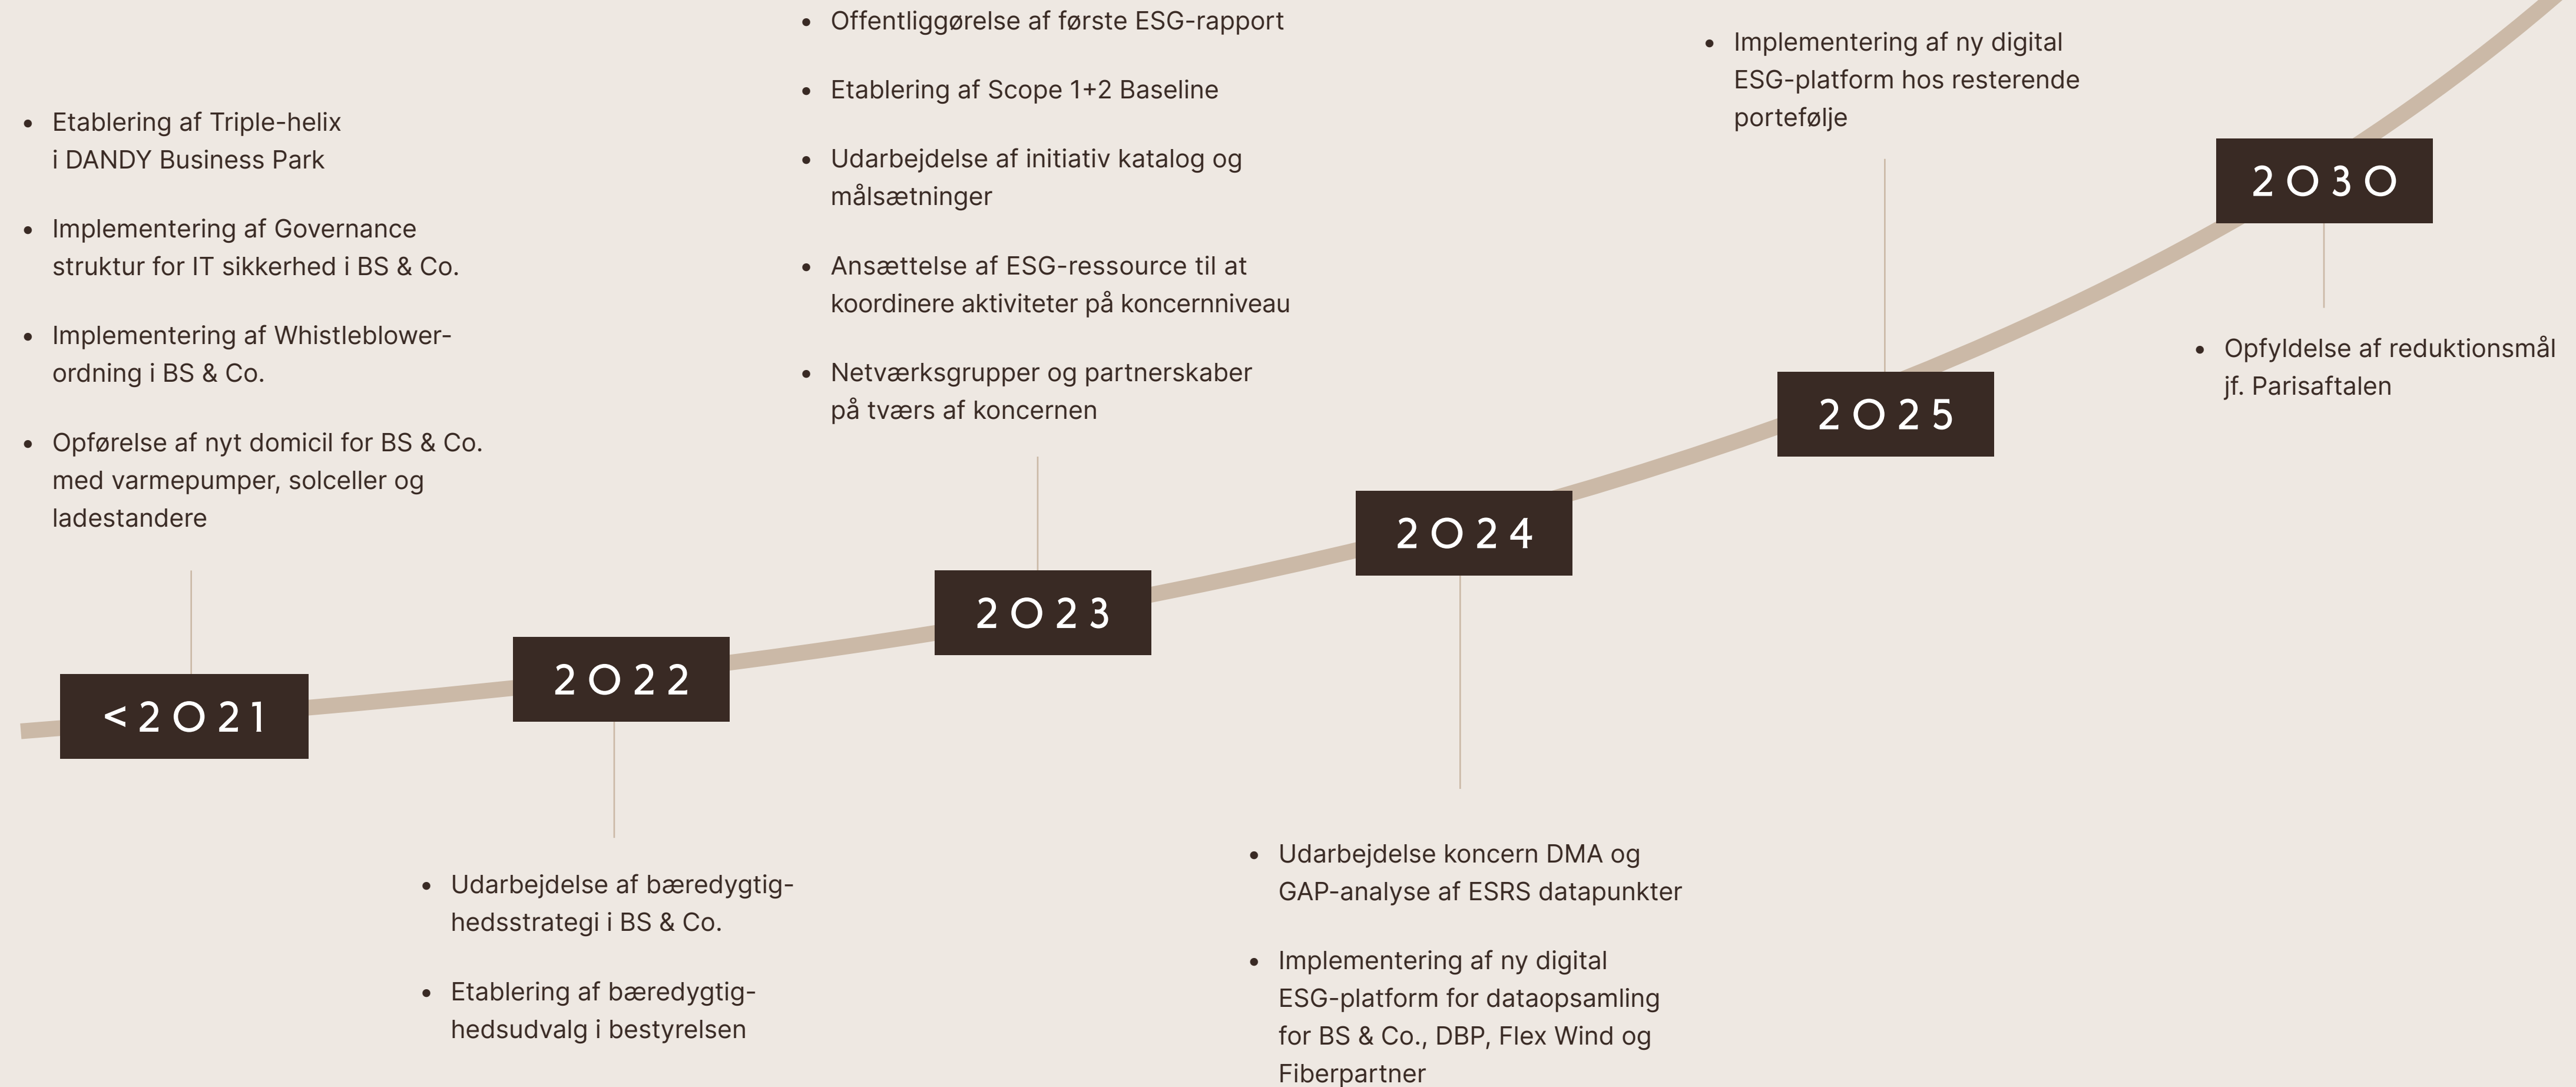 • Etablering af Triple-helix
i DANDY Business Park
• Implementering af Governance
struktur for IT sikkerhed i BS & Co.
• Implementering af Whistleblower-
ordning i BS & Co.
• Opførelse af nyt domicil for BS & Co.
med varmepumper, solceller og
ladestandere
<2021
2022
• Udarbejdelse af bæredygtig-
hedsstrategi i BS & Co.
• Etablering af bæredygtig-
hedsudvalg i bestyrelsen
• Offentliggørelse af første ESG-rapport
• Etablering af Scope 1+2 Baseline
• Udarbejdelse af initiativ katalog og
målsætninger
• Ansættelse af ESG-ressource til at
koordinere aktiviteter på koncernniveau
• Netværksgrupper og partnerskaber
på tværs af koncernen
2023
2024
• Udarbejdelse koncern DMA og
GAP-analyse af ESRS datapunkter
• Implementering af ny digital
ESG-platform for dataopsamling
for BS & Co., DBP, Flex Wind og
Fiberpartner
• Implementering af ny digital
ESG-platform hos resterende
portefølje
2025
2030
• Opfyldelse af reduktionsmål
jf. Parisaftalen